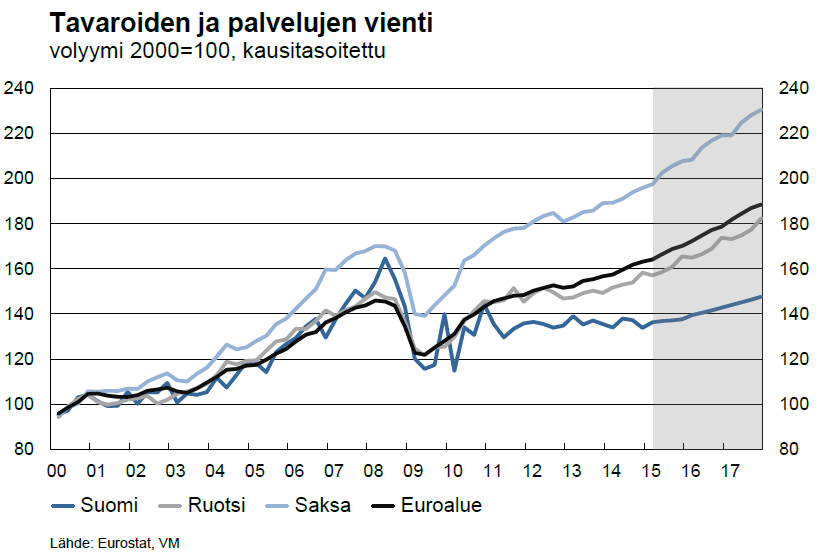 Tavaroiden ja palvelujen vienti
volyymi 2000=100, kausitasoitettu
240 240
220 220
200 200
180 180
160 160
140 140
120 120
100 100
80 80
00 01 02 03 04 05 06 07 08 09 10 11 12 13 14 15 16 17
Suomi Ruotsi Saksa Euroalue
Lähde: Eurostat, VM